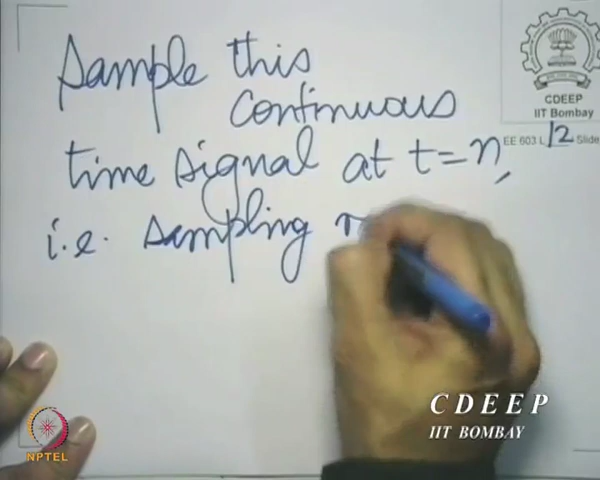 Sample this
continuous
time signal at t = n,
i.e. sampling
CDEEP
IIT Bombay
EE 603 L 12 Slide
CDEEP
IIT BOMBAY
NPTEL